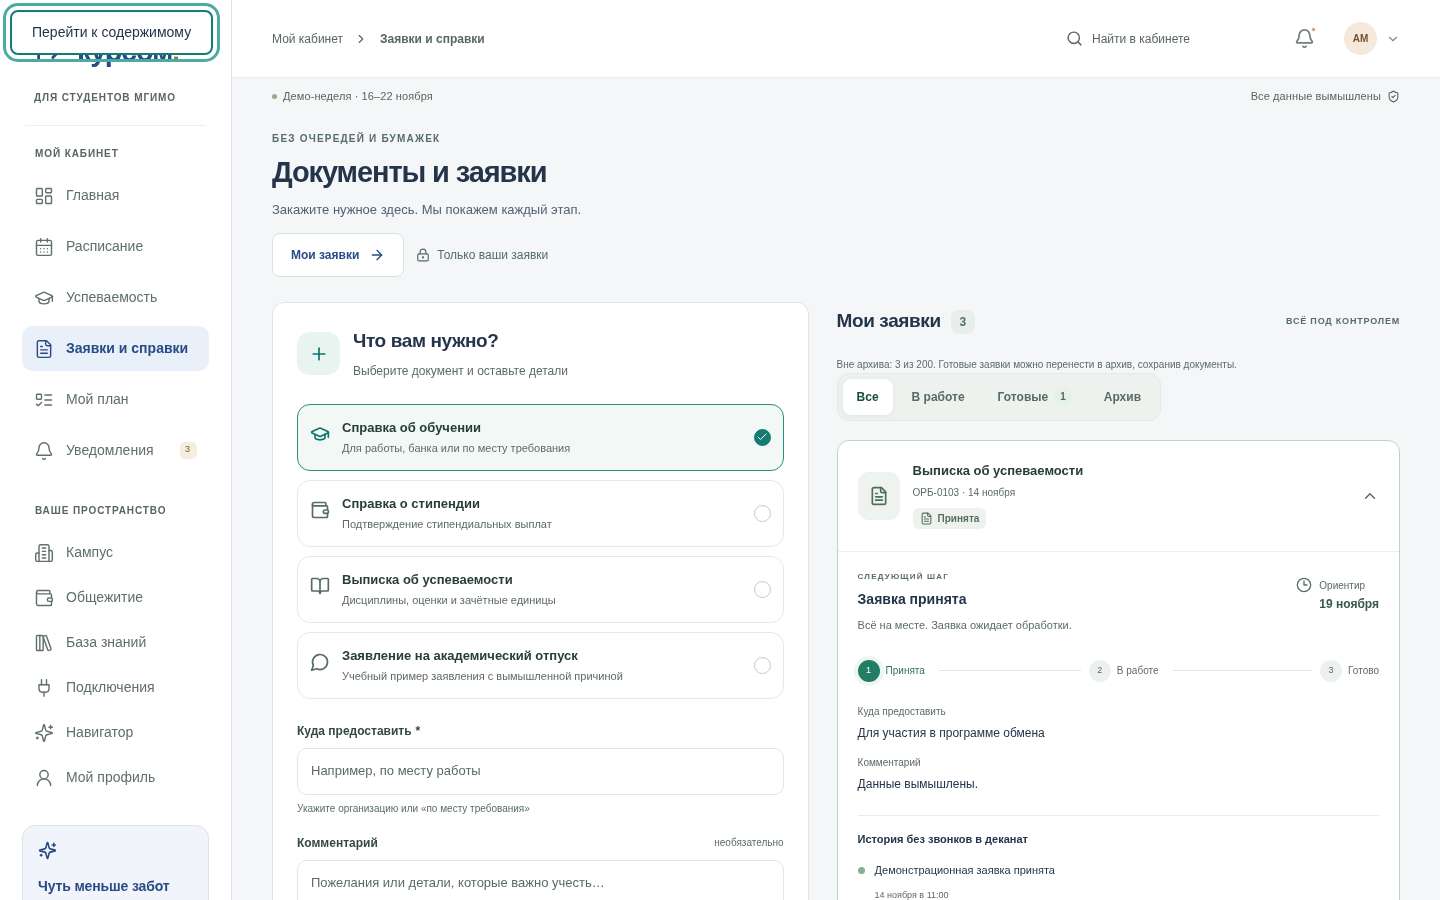 Перейти к содержимому
курсом.
ДЛЯ СТУДЕНТОВ МГИМО
МОЙ КАБИНЕТ
Главная
Расписание
Успеваемость
Заявки и справки
Мой план
Уведомления 3
ВАШЕ ПРОСТРАНСТВО
Кампус
Общежитие
База знаний
Подключения
Навигатор
Мой профиль
Чуть меньше забот
Мой кабинет Заявки и справки
Найти в кабинете
АМ
Демо-неделя · 16–22 ноября
Все данные вымышлены
БЕЗ ОЧЕРЕДЕЙ И БУМАЖЕК
Документы и заявки
Закажите нужное здесь. Мы покажем каждый этап.
Мои заявки
Только ваши заявки
Что вам нужно?
Выберите документ и оставьте детали
Справка об обучении
Для работы, банка или по месту требования
Справка о стипендии
Подтверждение стипендиальных выплат
Выписка об успеваемости
Дисциплины, оценки и зачётные единицы
Заявление на академический отпуск
Учебный пример заявления с вымышленной причиной
Куда предоставить *
Например, по месту работы
Укажите организацию или «по месту требования»
Комментарий необязательно
Пожелания или детали, которые важно учесть…
Мои заявки 3
ВСЁ ПОД КОНТРОЛЕМ
Вне архива: 3 из 200. Готовые заявки можно перенести в архив, сохранив документы.
Все В работе Готовые 1 Архив
Выписка об успеваемости
ОРБ-0103 · 14 ноября
Принята
СЛЕДУЮЩИЙ ШАГ
Заявка принята
Всё на месте. Заявка ожидает обработки.
Ориентир
19 ноября
1 Принята 2 В работе 3 Готово
Куда предоставить
Для участия в программе обмена
Комментарий
Данные вымышлены.
История без звонков в деканат
Демонстрационная заявка принята
14 ноября в 11:00